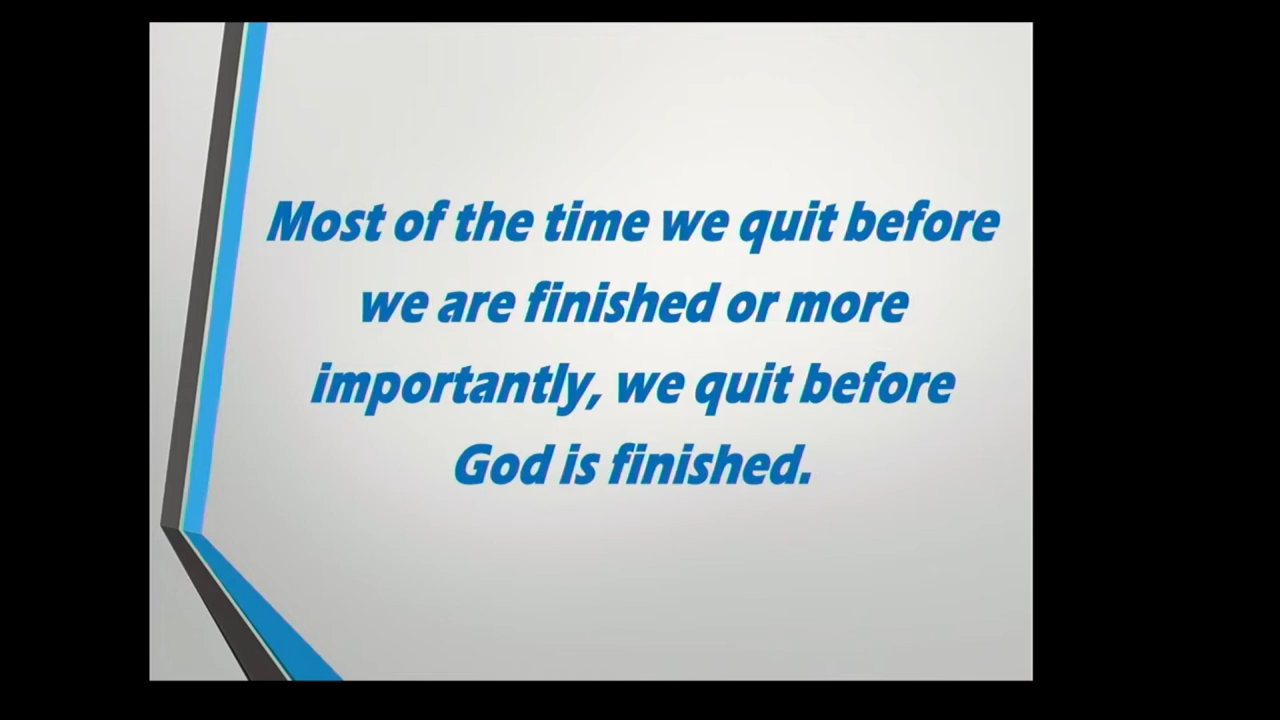 Most of the time we quit before
we are finished or more
importantly, we quit before
God is finished.